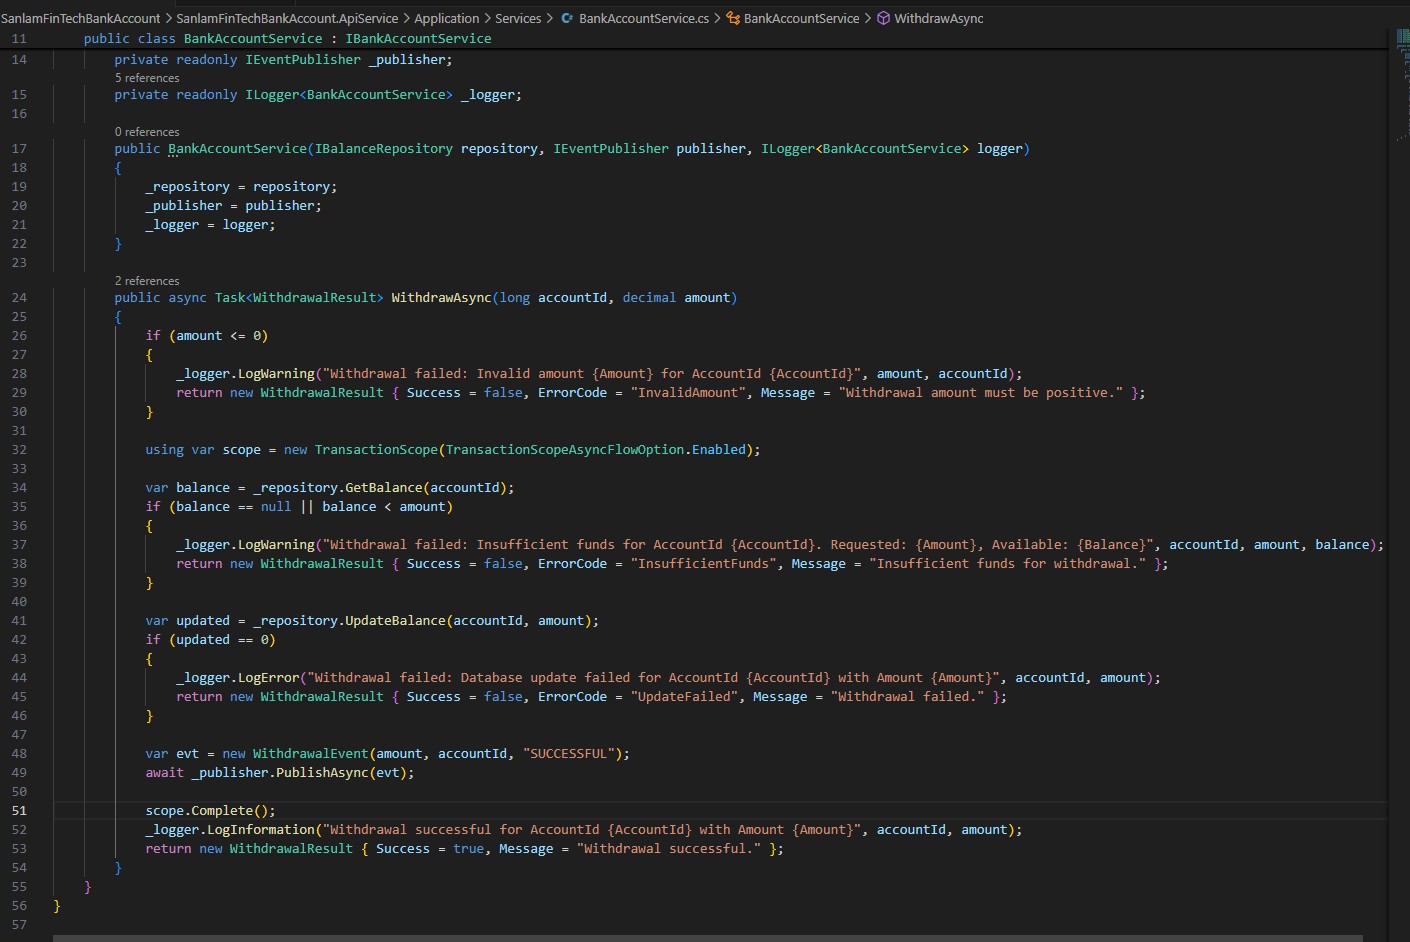 SanlamFinTechBankAccount > SanlamFinTechBankAccount.ApiService > Application > Services > BankAccountService.cs > BankAccountService > WithdrawAsync
11 public class BankAccountService : IBankAccountService
14 private readonly IEventPublisher _publisher;
5 references
15 private readonly ILogger<BankAccountService> _logger;
16
0 references
17 public BankAccountService(IBalanceRepository repository, IEventPublisher publisher, ILogger<BankAccountService> logger)
18 {
19 _repository = repository;
20 _publisher = publisher;
21 _logger = logger;
22 }
23
2 references
24 public async Task<WithdrawalResult> WithdrawAsync(long accountId, decimal amount)
25 {
26 if (amount <= 0)
27 {
28 _logger.LogWarning("Withdrawal failed: Invalid amount {Amount} for AccountId {AccountId}", amount, accountId);
29 return new WithdrawalResult { Success = false, ErrorCode = "InvalidAmount", Message = "Withdrawal amount must be positive." };
30 }
31
32 using var scope = new TransactionScope(TransactionScopeAsyncFlowOption.Enabled);
33
34 var balance = _repository.GetBalance(accountId);
35 if (balance == null || balance < amount)
36 {
37 _logger.LogWarning("Withdrawal failed: Insufficient funds for AccountId {AccountId}. Requested: {Amount}, Available: {Balance}", accountId, amount, balance);
38 return new WithdrawalResult { Success = false, ErrorCode = "InsufficientFunds", Message = "Insufficient funds for withdrawal." };
39 }
40
41 var updated = _repository.UpdateBalance(accountId, amount);
42 if (updated == 0)
43 {
44 _logger.LogError("Withdrawal failed: Database update failed for AccountId {AccountId} with Amount {Amount}", accountId, amount);
45 return new WithdrawalResult { Success = false, ErrorCode = "UpdateFailed", Message = "Withdrawal failed." };
46 }
47
48 var evt = new WithdrawalEvent(amount, accountId, "SUCCESSFUL");
49 await _publisher.PublishAsync(evt);
50
51 scope.Complete();
52 _logger.LogInformation("Withdrawal successful for AccountId {AccountId} with Amount {Amount}", accountId, amount);
53 return new WithdrawalResult { Success = true, Message = "Withdrawal successful." };
54 }
55 }
56 }
57